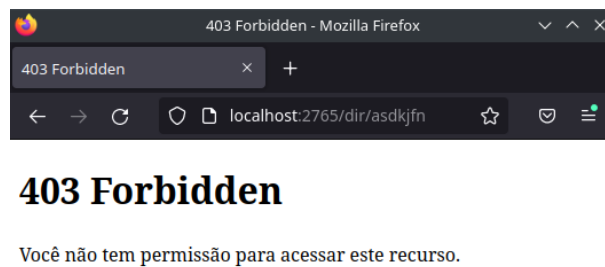 403 Forbidden - Mozilla Firefox
403 Forbidden
localhost:2765/dir/asdkjfn
403 Forbidden
Você não tem permissão para acessar este recurso.